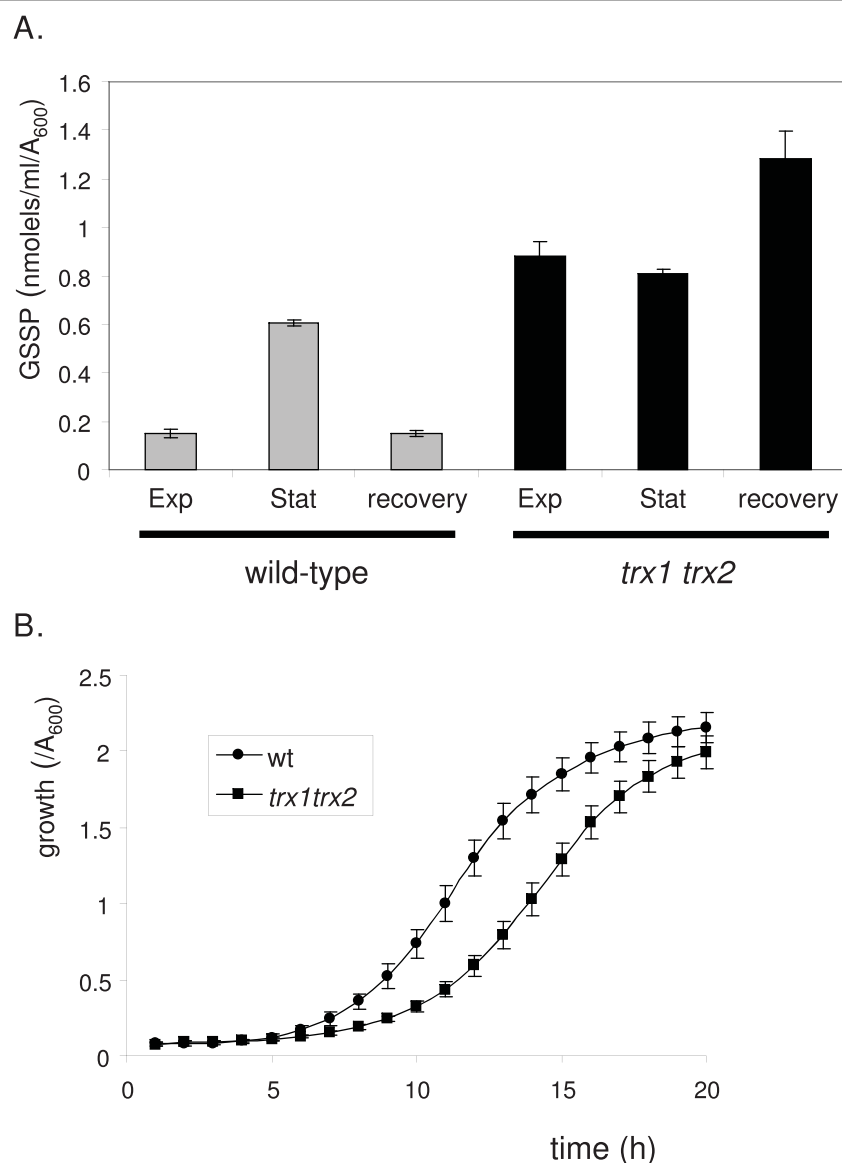 A.
GSSP (nmolels/ml/A600)
1.6
1.4
1.2
1
0.8
0.6
0.4
0.2
0
Exp Stat recovery Exp Stat recovery
wild-type trx1 trx2
B.
growth (/A600)
2.5
2
1.5
1
0.5
0
wt
trx1trx2
0 5 10 15 20
time (h)